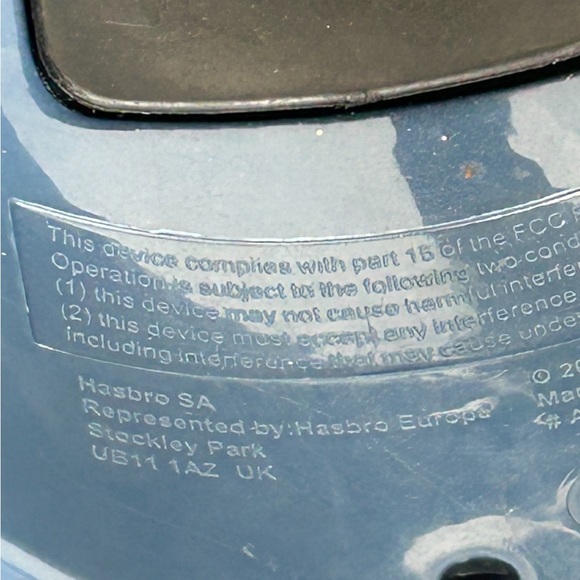 This device complies with part 15 of the FCC
Operation is subject to the following two cond
(1) this device may not cause harmful interfer
(2) this device must accept any interference
including interference that may cause unde
Hasbro SA
Represented by:Hasbro Europe
Stockley Park
UB11 1AZ UK
© 20
Ma